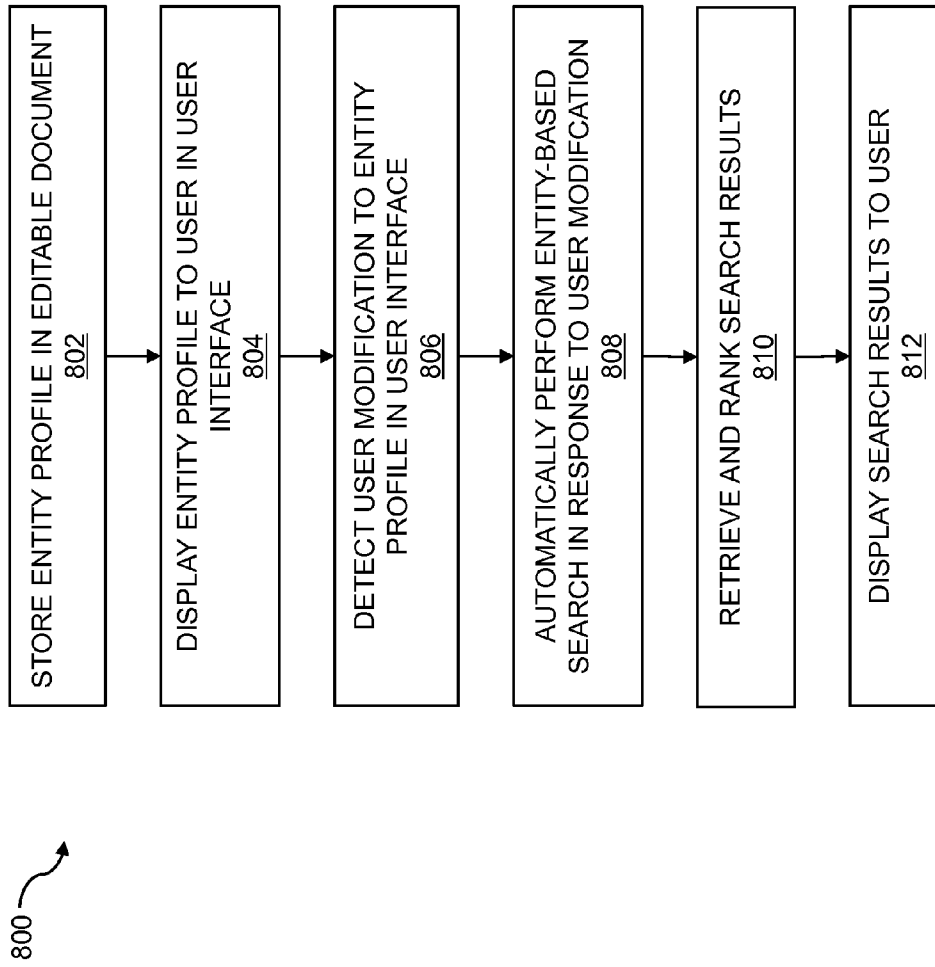 800
STORE ENTITY PROFILE IN EDITABLE DOCUMENT
802
DISPLAY ENTITY PROFILE TO USER IN USER
INTERFACE
804
DETECT USER MODIFICATION TO ENTITY
PROFILE IN USER INTERFACE
806
AUTOMATICALLY PERFORM ENTITY-BASED
SEARCH IN RESPONSE TO USER MODIFCATION
808
RETRIEVE AND RANK SEARCH RESULTS
810
DISPLAY SEARCH RESULTS TO USER
812